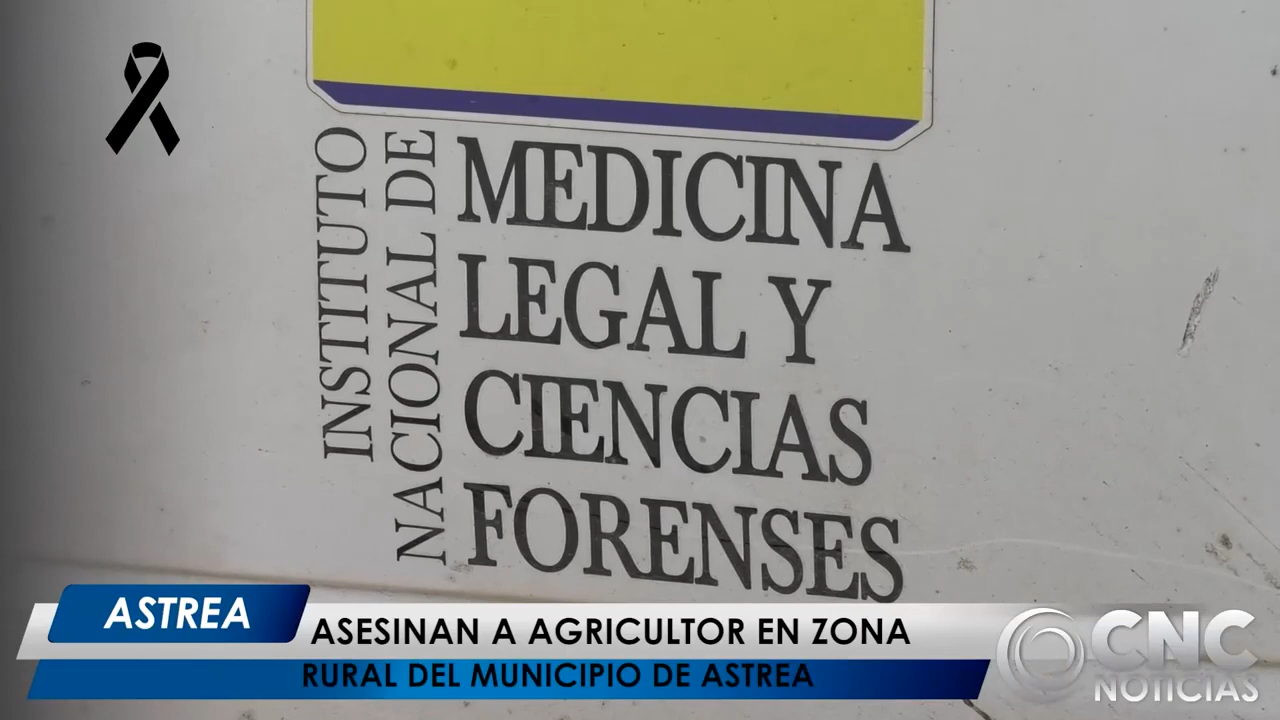 INSTITUTO
NACIONAL DE
MEDICINA
LEGAL Y
CIENCIAS
FORENSES
ASTREA
ASESINAN A AGRICULTOR EN ZONA
RURAL DEL MUNICIPIO DE ASTREA
CNC
NOTICIAS